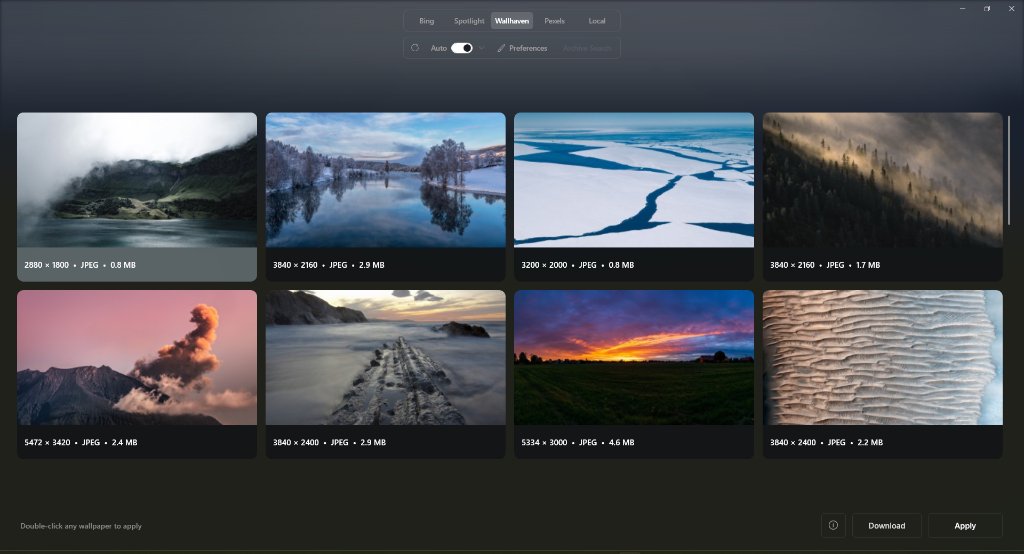 Bing Spotlight Wallhaven Pexels Local
Auto Preferences Archive Search
2880 × 1800 • JPEG • 0.8 MB
3840 × 2160 • JPEG • 2.9 MB
3200 × 2000 • JPEG • 0.8 MB
3840 × 2160 • JPEG • 1.7 MB
5472 × 3420 • JPEG • 2.4 MB
3840 × 2400 • JPEG • 2.9 MB
5334 × 3000 • JPEG • 4.6 MB
3840 × 2400 • JPEG • 2.2 MB
Double-click any wallpaper to apply
Download Apply